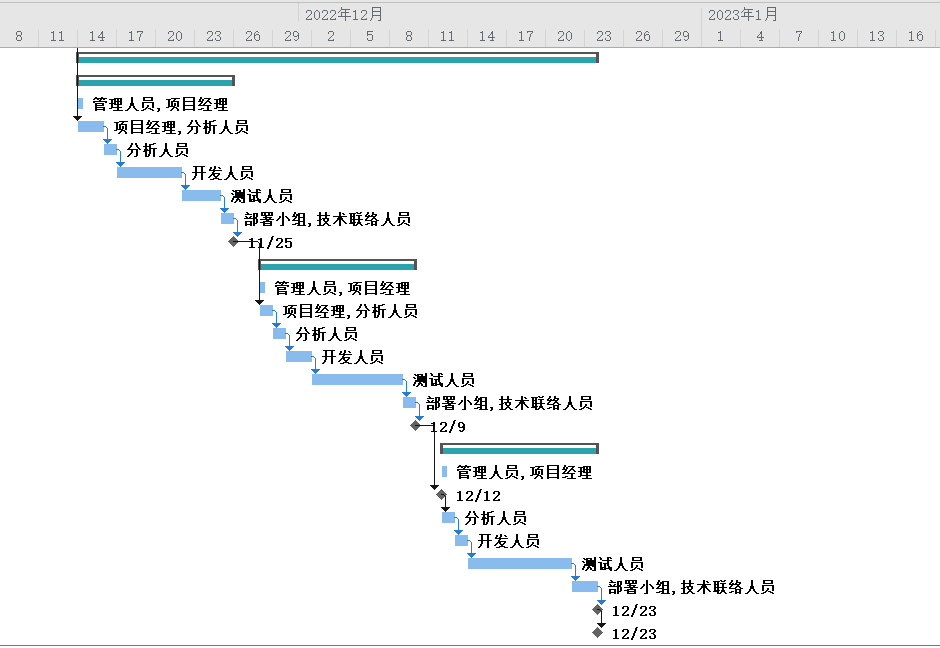 2022年12月 2023年1月
8 11 14 17 20 23 26 29 2 5 8 11 14 17 20 23 26 29 1 4 7 10 13 16
管理人员,项目经理
项目经理,分析人员
分析人员
开发人员
测试人员
部署小组,技术联络人员
11/25
管理人员,项目经理
项目经理,分析人员
分析人员
开发人员
测试人员
部署小组,技术联络人员
12/9
管理人员,项目经理
12/12
分析人员
开发人员
测试人员
部署小组,技术联络人员
12/23
12/23